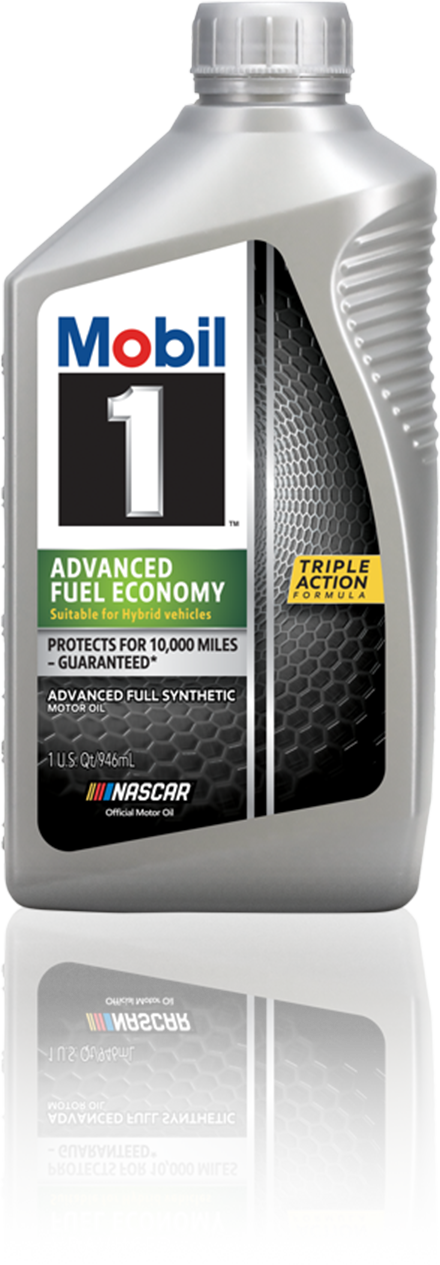 Mobil
1
™
ADVANCED
FUEL ECONOMY
Suitable for Hybrid vehicles
PROTECTS FOR 10,000 MILES
– GUARANTEED*
ADVANCED FULL SYNTHETIC
MOTOR OIL
1 U.S. Qt/946mL
NASCAR
Official Motor Oil
TRIPLE
ACTION
FORMULA